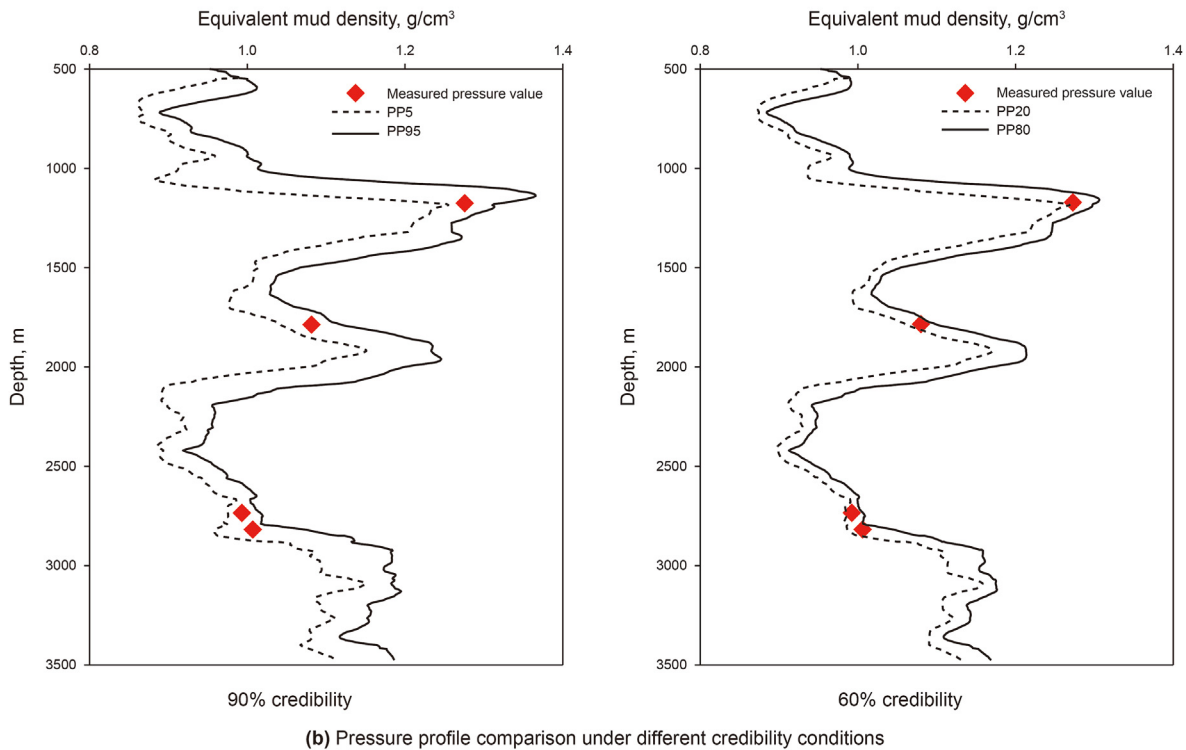 Equivalent mud density, g/cm³
0.8 1.0 1.2 1.4
500
1000
1500
2000
2500
3000
3500
Depth, m
Measured pressure value
PP5
PP95
90% credibility
Equivalent mud density, g/cm³
0.8 1.0 1.2 1.4
500
1000
1500
2000
2500
3000
3500
Depth, m
Measured pressure value
PP20
PP80
60% credibility
(b) Pressure profile comparison under different credibility conditions